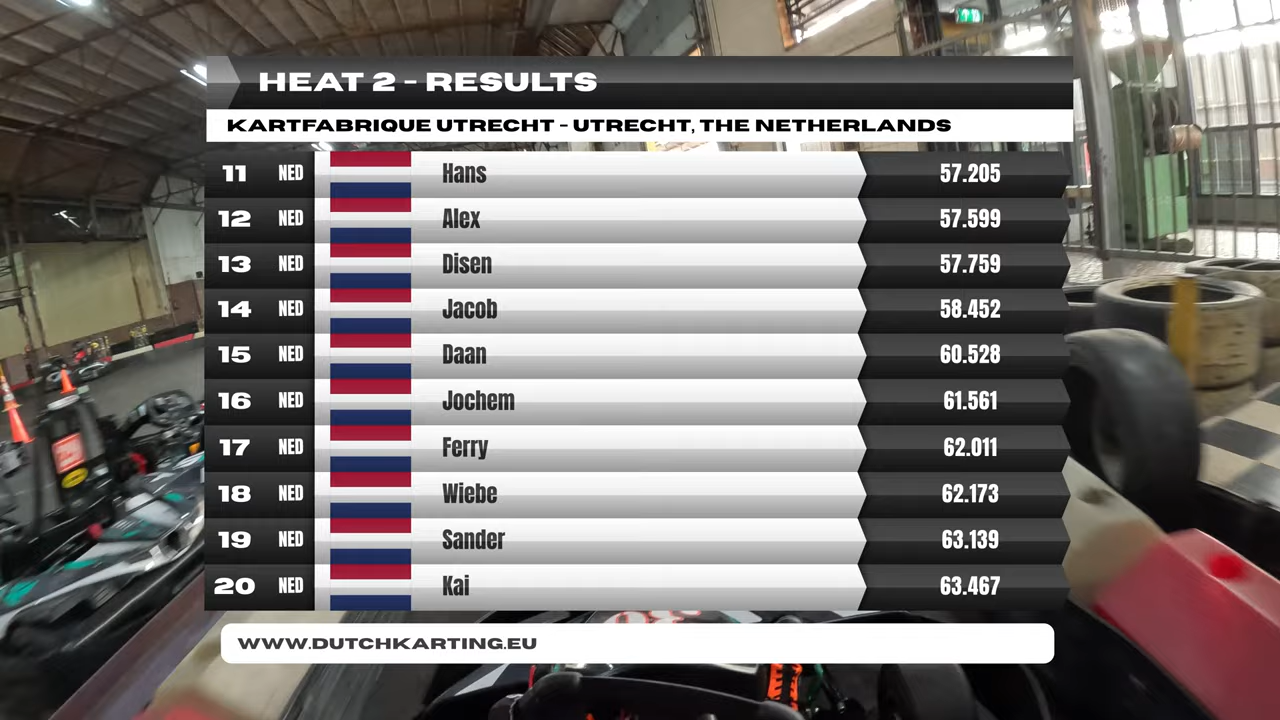 HEAT 2 - RESULTS
KARTFABRIQUE UTRECHT - UTRECHT, THE NETHERLANDS
11 NED Hans 57.205
12 NED Alex 57.599
13 NED Disen 57.759
14 NED Jacob 58.452
15 NED Daan 60.528
16 NED Jochem 61.561
17 NED Ferry 62.011
18 NED Wiebe 62.173
19 NED Sander 63.139
20 NED Kai 63.467
WWW.DUTCHKARTING.EU